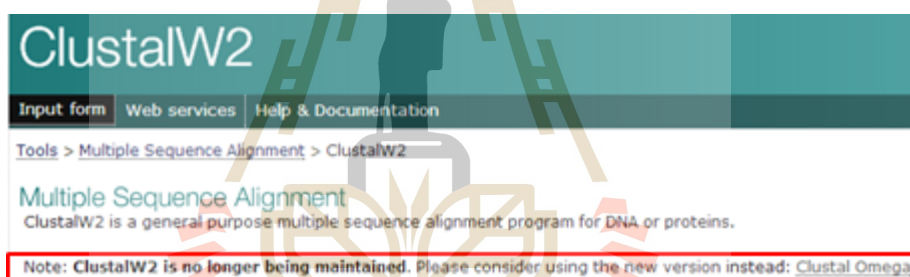 ClustalW2
Input form Web services Help & Documentation
Tools > Multiple Sequence Alignment > ClustalW2
Multiple Sequence Alignment
ClustalW2 is a general purpose multiple sequence alignment program for DNA or proteins.
Note: ClustalW2 is no longer being maintained. Please consider using the new version instead: Clustal Omega